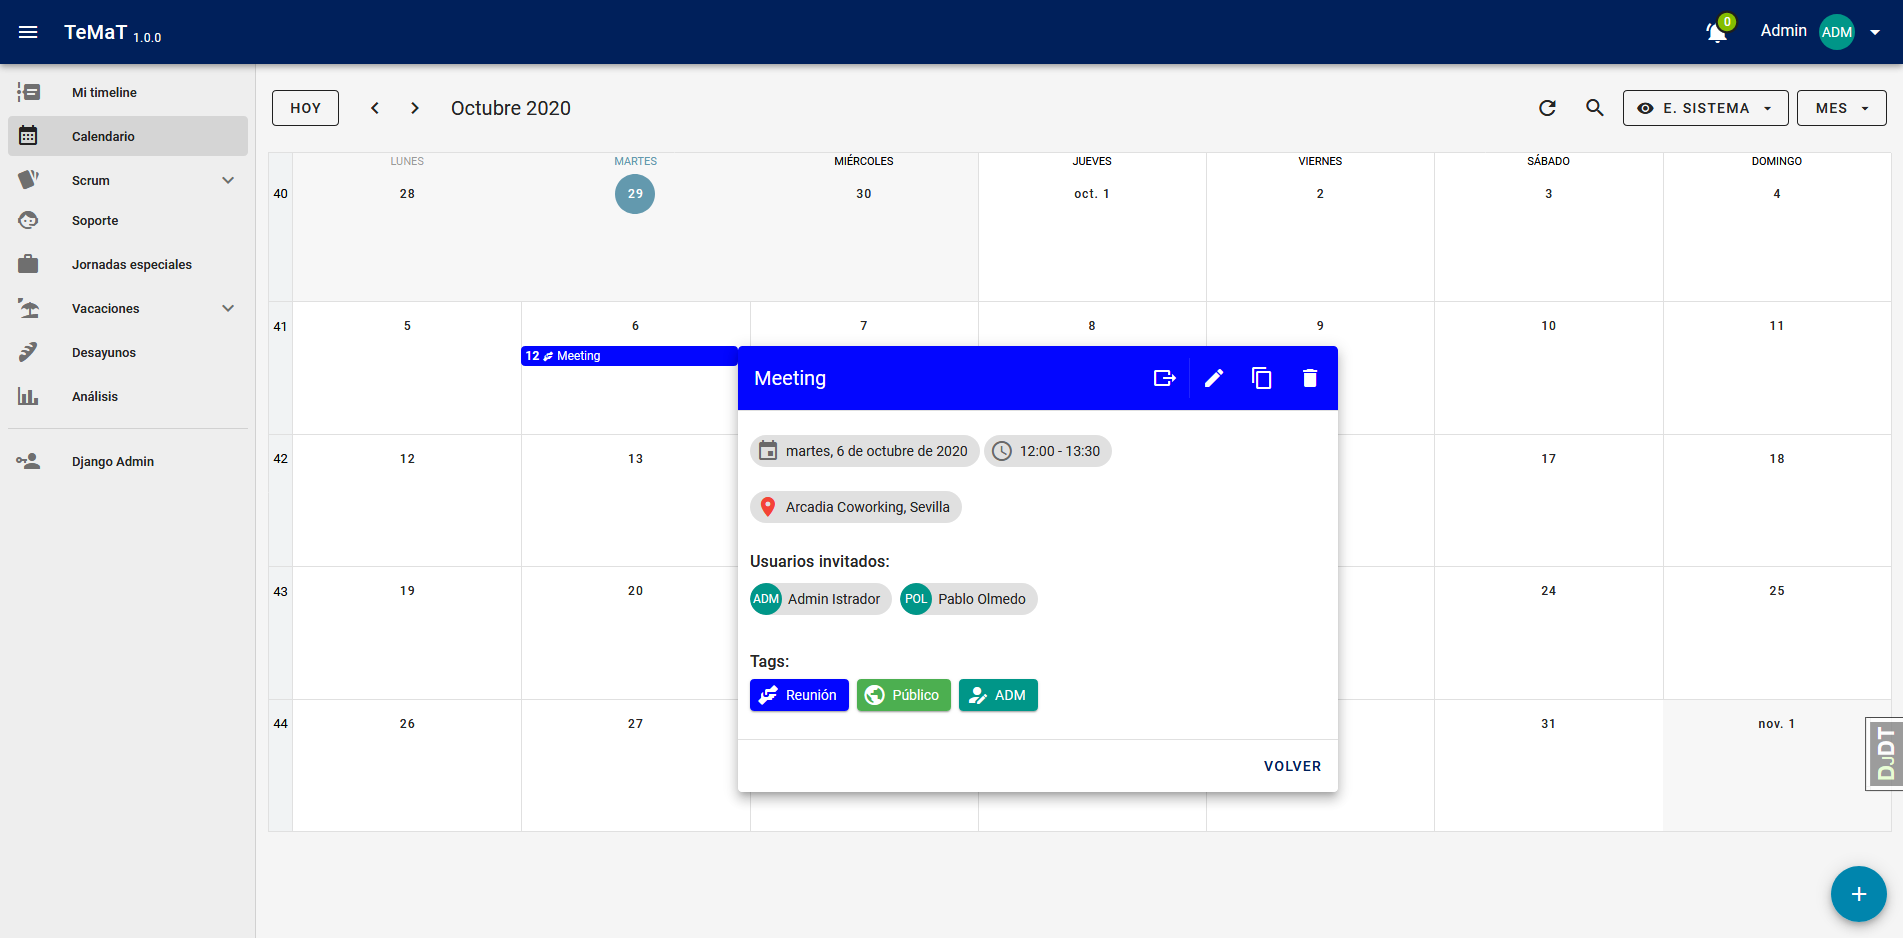 TeMaT 1.0.0
0
Admin ADM
Mi timeline
Calendario
Scrum
Soporte
Jornadas especiales
Vacaciones
Desayunos
Análisis
Django Admin
HOY Octubre 2020 E. SISTEMA MES
LUNES MARTES MIÉRCOLES JUEVES VIERNES SÁBADO DOMINGO
40 28 29 30 oct. 1 2 3 4
41 5 6 7 8 9 10 11
12 Meeting
42 12 13 17 18
43 19 20 24 25
44 26 27 31 nov. 1
Meeting
martes, 6 de octubre de 2020 12:00 - 13:30
Arcadia Coworking, Sevilla
Usuarios invitados:
ADM Admin Istrador POL Pablo Olmedo
Tags:
Reunión Público ADM
VOLVER
DJDT
+